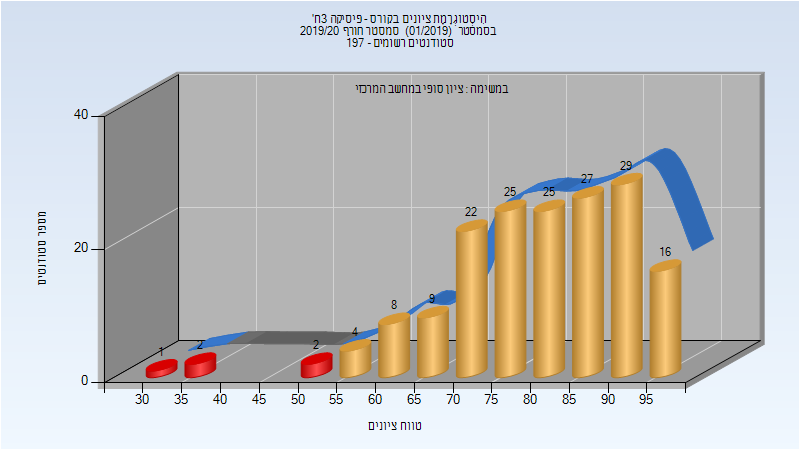 היסטוגרמת ציונים בקורס - פיסיקה 3ח'
בסמסטר (01/2019) סמסטר חורף 2019/20
סטודנטים רשומים - 197
במשימה : ציון סופי במחשב המרכזי
מספר סטודנטים
40
20
0
1
2
2
4
8
9
22
25
25
27
29
16
30 35 40 45 50 55 60 65 70 75 80 85 90 95
טווח ציונים